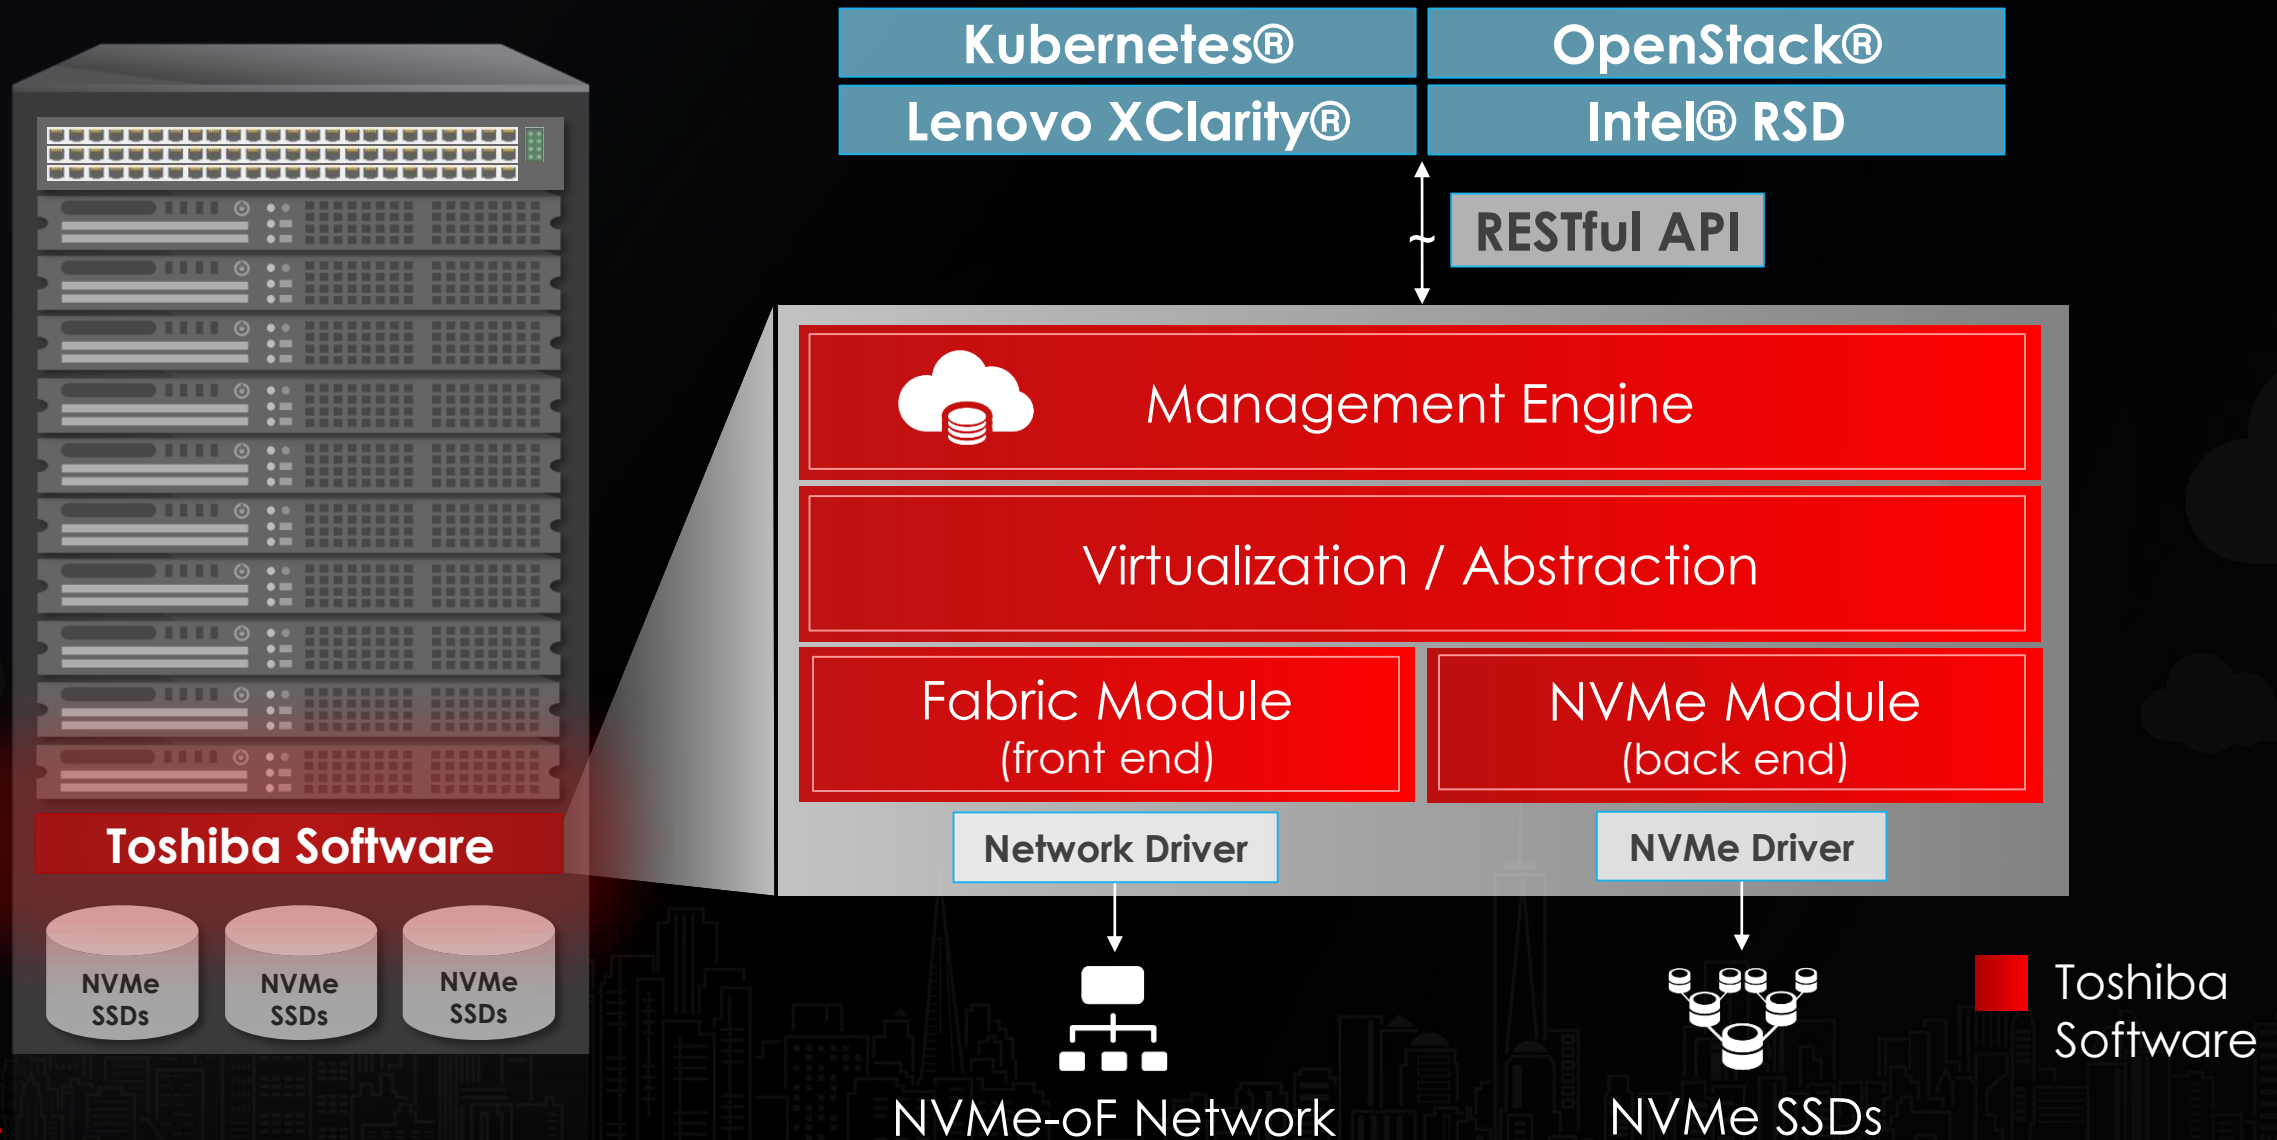 Kubernetes®
OpenStack®
Lenovo XClarity®
Intel® RSD
~
RESTful API
Management Engine
Virtualization / Abstraction
Fabric Module
(front end)
NVMe Module
(back end)
Network Driver
NVMe Driver
Toshiba Software
NVMe
SSDs
NVMe
SSDs
NVMe
SSDs
NVMe-oF Network
NVMe SSDs
Toshiba
Software